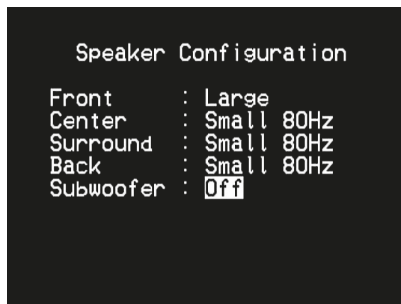 Speaker Configuration
Front : Large
Center : Small 80Hz
Surround : Small 80Hz
Back : Small 80Hz
Subwoofer : Off